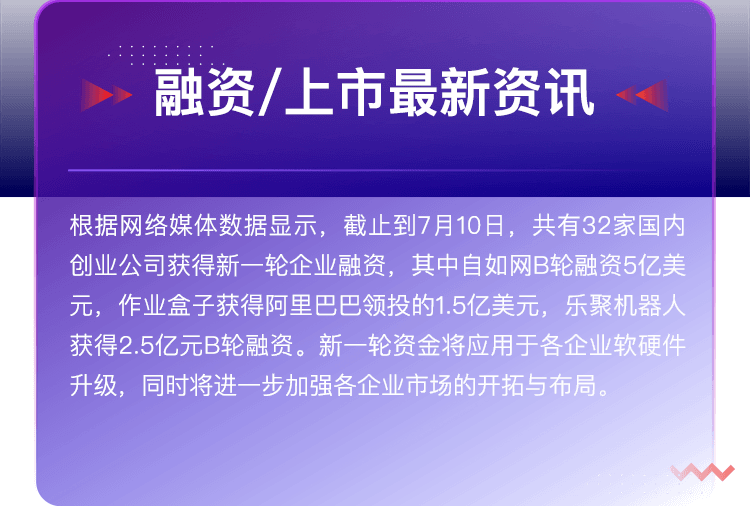 融资/上市最新资讯
根据网络媒体数据显示，截止到7月10日，共有32家国内
创业公司获得新一轮企业融资，其中自如网B轮融资5亿美
元，作业盒子获得阿里巴巴领投的1.5亿美元，乐聚机器人
获得2.5亿元B轮融资。新一轮资金将应用于各企业软硬件
升级，同时将进一步加强各企业市场的开拓与布局。